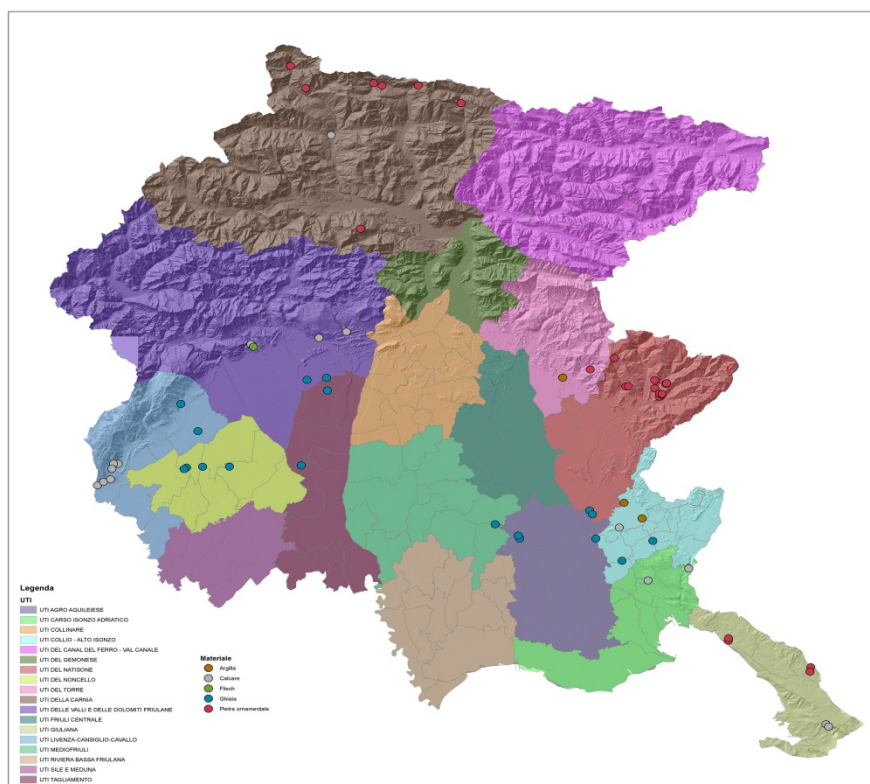 Legenda
UTI
UTI AGRO AQUILEIESE
UTI CARSO ISONZO ADRIATICO
UTI COLLINARE
UTI COLLIO - ALTO ISONZO
UTI DEL CANAL DEL FERRO - VAL CANALE
UTI DEL GEMONESE
UTI DEL NATISONE
UTI DEL NONCELLO
UTI DEL TORRE
UTI DELLA CARNIA
UTI DELLE VALLI E DELLE DOLOMITI FRIULANE
UTI FRIULI CENTRALE
UTI GIULIANA
UTI LIVENZA-CANSIGLIO-CAVALLO
UTI MEDIOFRIULI
UTI RIVIERA BASSA FRIULANA
UTI SILE E MEDUNA
UTI TAGLIAMENTO
Materiale
Argilla
Calcare
Flisch
Ghiaia
Pietra ornamentale